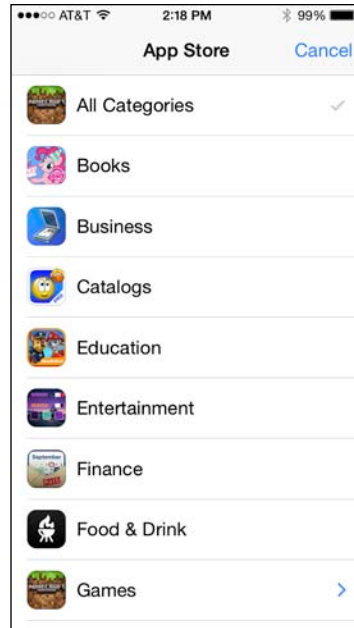 AT&T 2:18 PM 99%
App Store Cancel
All Categories
Books
Business
Catalogs
Education
Entertainment
Finance
Food & Drink
Games